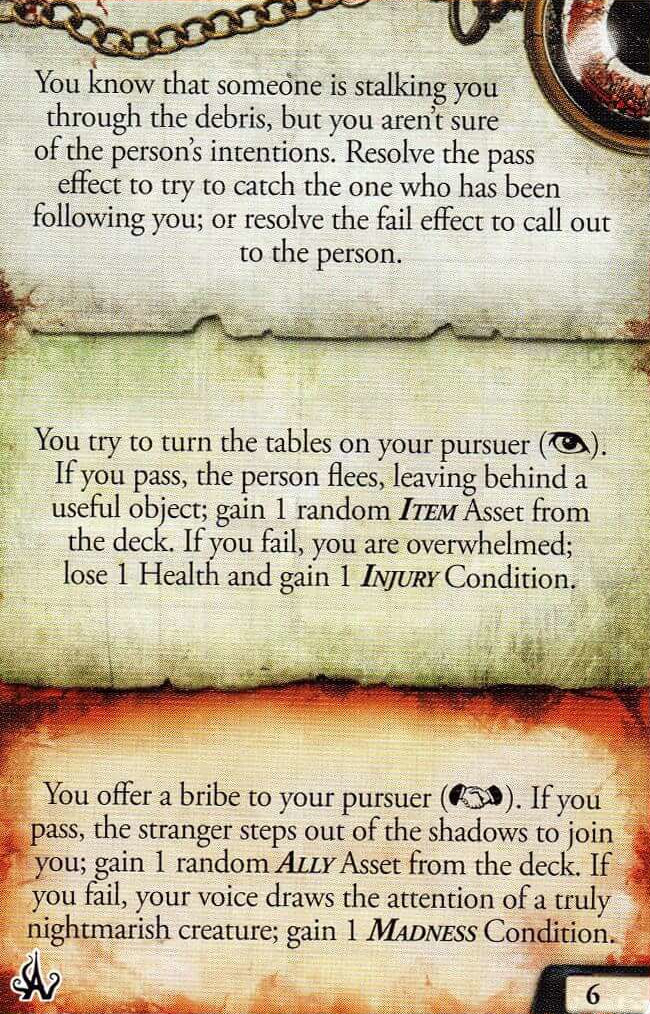 You know that someone is stalking you
through the debris, but you aren't sure
of the person's intentions. Resolve the pass
effect to try to catch the one who has been
following you; or resolve the fail effect to call out
to the person.
You try to turn the tables on your pursuer ( ).
If you pass, the person flees, leaving behind a
useful object; gain 1 random ITEM Asset from
the deck. If you fail, you are overwhelmed;
lose 1 Health and gain 1 INJURY Condition.
You offer a bribe to your pursuer ( ). If you
pass, the stranger steps out of the shadows to join
you; gain 1 random ALLY Asset from the deck. If
you fail, your voice draws the attention of a truly
nightmarish creature; gain 1 MADNESS Condition.
6